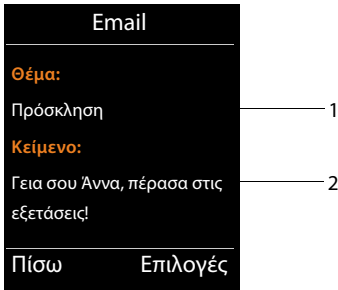 Email
Θέμα:
Πρόσκληση 1
Κείμενο:
Γεια σου Άννα, πέρασα στις 2
εξετάσεις!
Πίσω Επιλογές